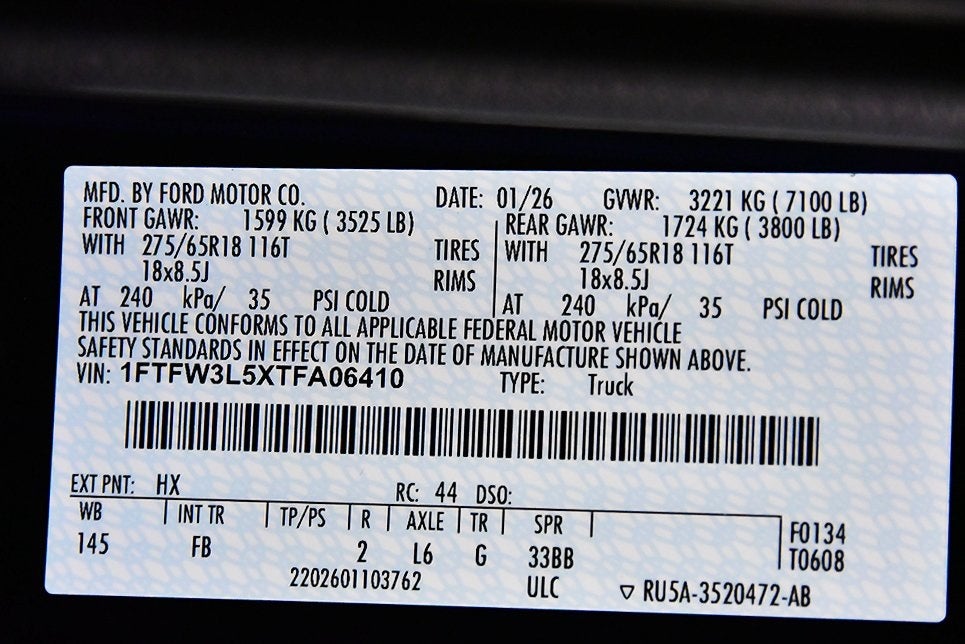 MFD. BY FORD MOTOR CO. DATE: 01/26 GVWR: 3221 KG ( 7100 LB)
FRONT GAWR: 1599 KG ( 3525 LB) REAR GAWR: 1724 KG ( 3800 LB)
WITH 275/65R18 116T TIRES WITH 275/65R18 116T TIRES
18x8.5J RIMS 18x8.5J RIMS
AT 240 kPa/ 35 PSI COLD AT 240 kPa/ 35 PSI COLD
THIS VEHICLE CONFORMS TO ALL APPLICABLE FEDERAL MOTOR VEHICLE
SAFETY STANDARDS IN EFFECT ON THE DATE OF MANUFACTURE SHOWN ABOVE.
VIN: 1FTFW3L5XTFA06410 TYPE: Truck
EXT PNT: HX RC: 44 DSO:
WB INT TR TP/PS R AXLE TR SPR F0134
145 FB 2 L6 G 33BB T0608
2202601103762 ULC ▽ RU5A-3520472-AB